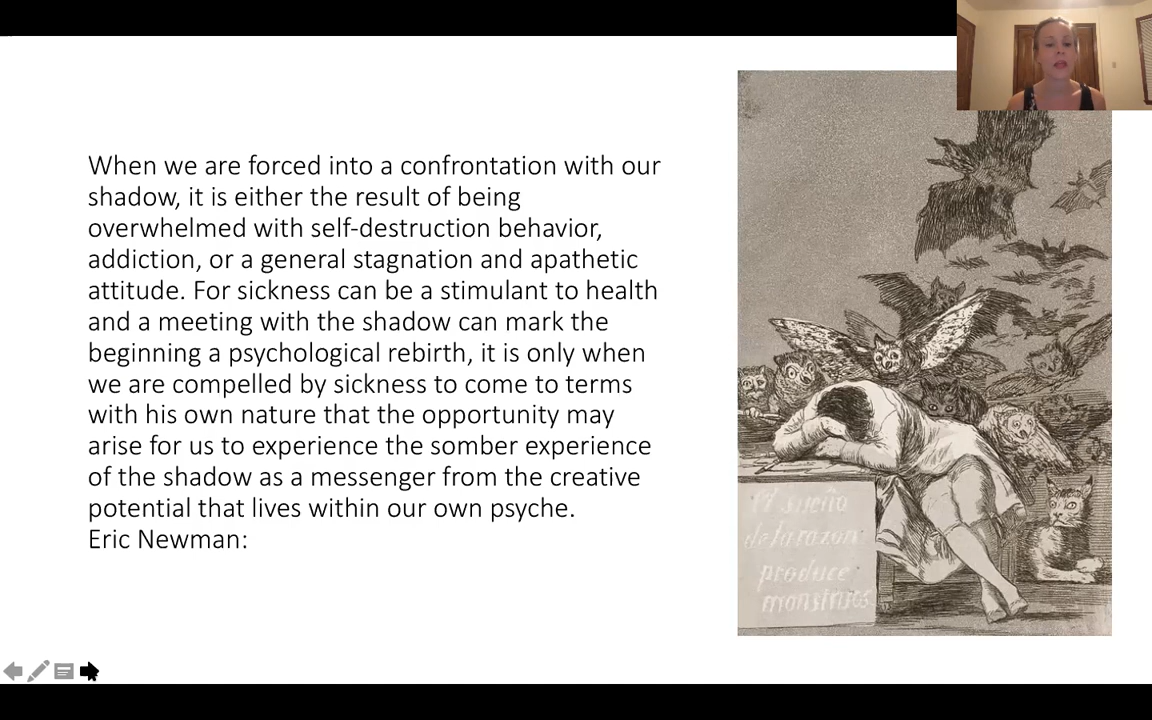 When we are forced into a confrontation with our
shadow, it is either the result of being
overwhelmed with self-destruction behavior,
addiction, or a general stagnation and apathetic
attitude. For sickness can be a stimulant to health
and a meeting with the shadow can mark the
beginning a psychological rebirth, it is only when
we are compelled by sickness to come to terms
with his own nature that the opportunity may
arise for us to experience the somber experience
of the shadow as a messenger from the creative
potential that lives within our own psyche.
Eric Newman:
El sueño
de la razon
produce
monstruos.